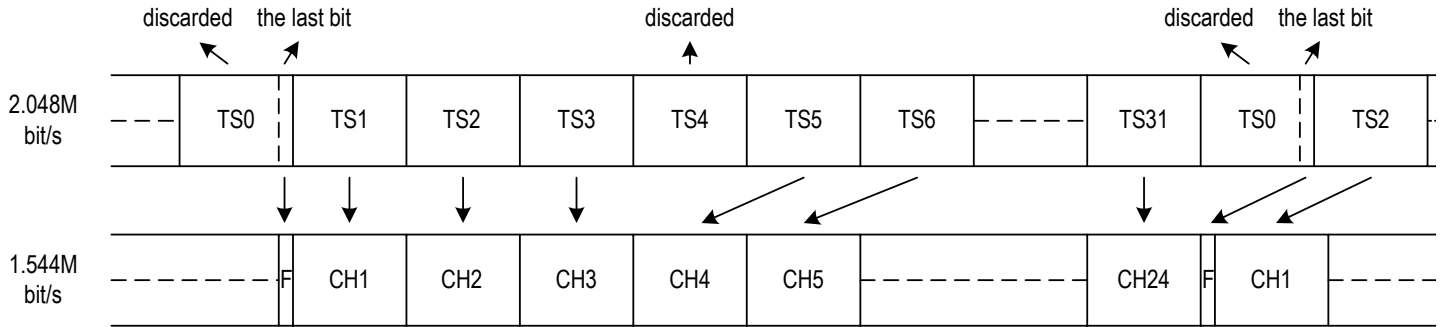 discarded the last bit discarded discarded the last bit
2.048M
bit/s
TS0 TS1 TS2 TS3 TS4 TS5 TS6 TS31 TS0 TS2
1.544M
bit/s
F CH1 CH2 CH3 CH4 CH5 CH24 F CH1